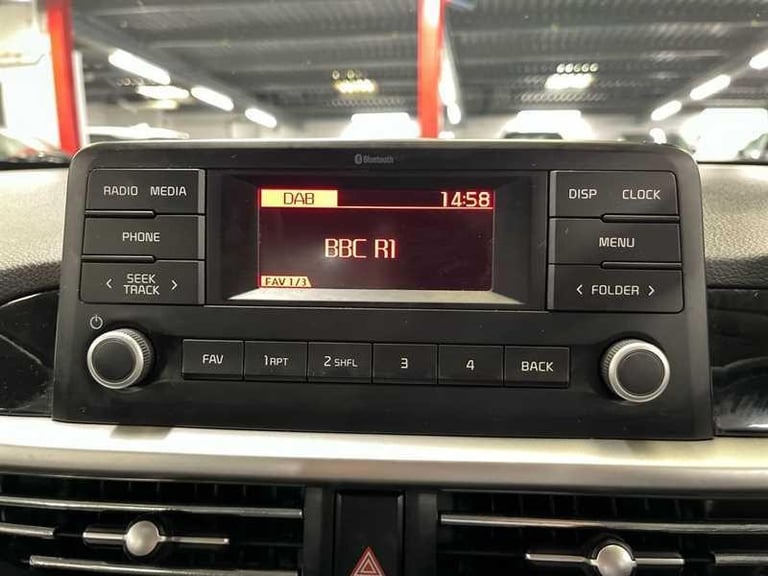 Bluetooth
RADIO MEDIA
DAB 14:58
DISP CLOCK
PHONE
BBC R1
MENU
< SEEK >
TRACK
FAV 1/3
< FOLDER >
FAV
1 RPT
2 SHFL
3
4
BACK